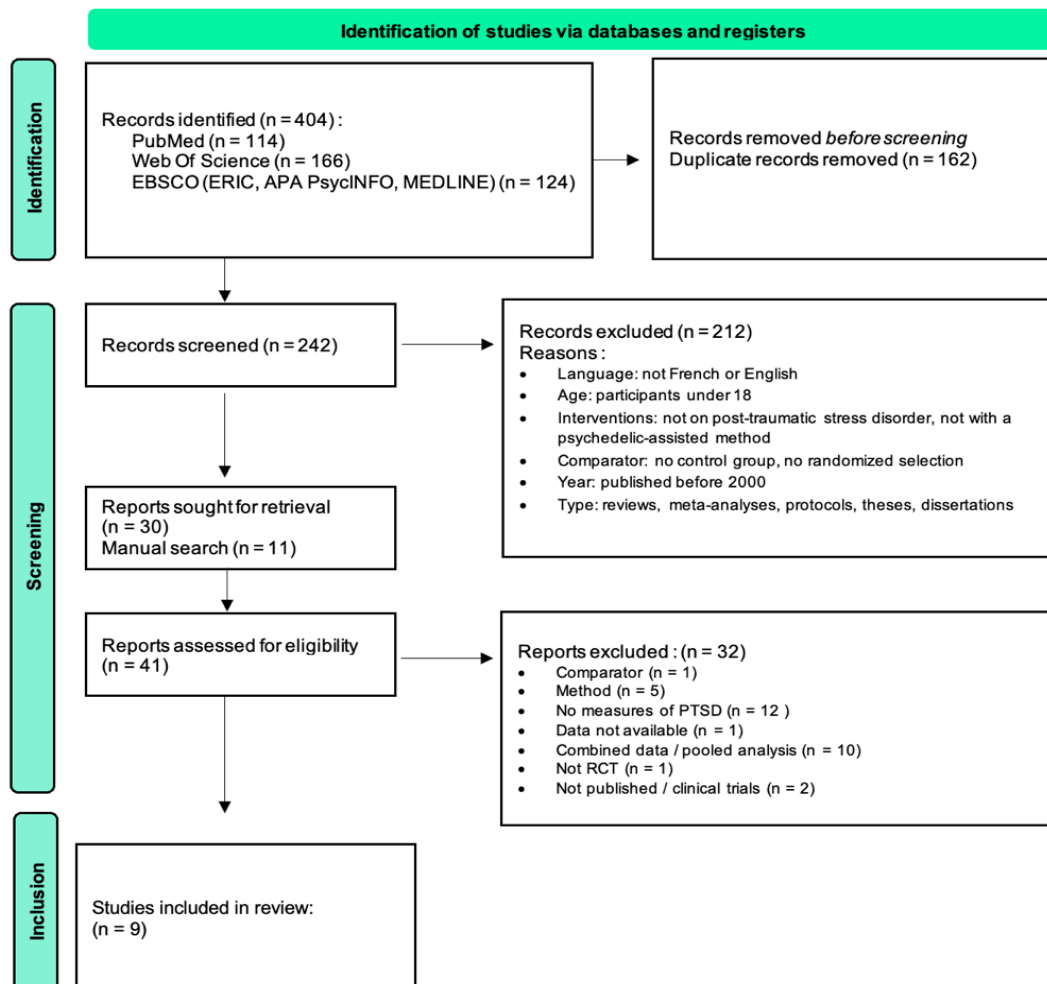 Identification of studies via databases and registers
Identification
Records identified (n = 404) :
PubMed (n = 114)
Web Of Science (n = 166)
EBSCO (ERIC, APA PsycINFO, MEDLINE) (n = 124)
Records removed before screening
Duplicate records removed (n = 162)
Screening
Records screened (n = 242)
Records excluded (n = 212)
Reasons :
• Language: not French or English
• Age: participants under 18
• Interventions: not on post-traumatic stress disorder, not with a
psychedelic-assisted method
• Comparator: no control group, no randomized selection
• Year: published before 2000
• Type: reviews, meta-analyses, protocols, theses, dissertations
Reports sought for retrieval
(n = 30)
Manual search (n = 11)
Reports assessed for eligibility
(n = 41)
Reports excluded : (n = 32)
• Comparator (n = 1)
• Method (n = 5)
• No measures of PTSD (n = 12 )
• Data not available (n = 1)
• Combined data / pooled analysis (n = 10)
• Not RCT (n = 1)
• Not published / clinical trials (n = 2)
Inclusion
Studies included in review:
(n = 9)